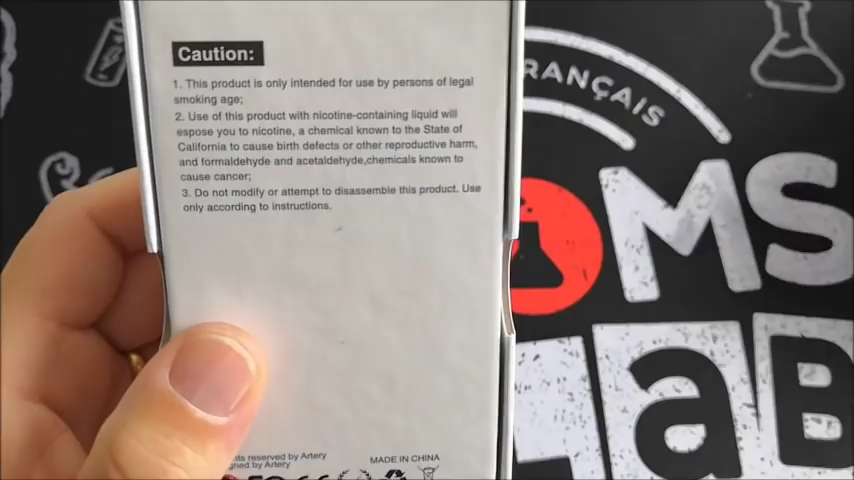 Caution:
1. This product is only intended for use by persons of legal
smoking age;
2. Use of this product with nicotine-containing liquid will
espose you to nicotine, a chemical known to the State of
California to cause birth defects or other reproductive harm,
and formaldehyde and acetaldehyde,chemicals known to
cause cancer;
3. Do not modify or attempt to disassemble this product. Use
only according to instructions.
reserved by Artery
by Artery
MADE IN CHINA
FRANÇAIS
MS
LAB